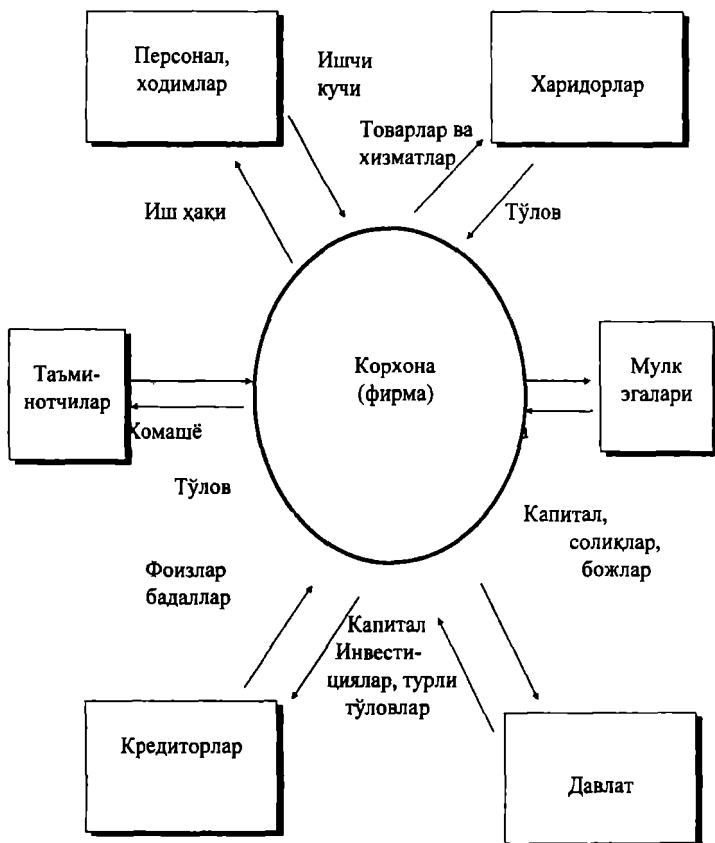 Персонал,
ходимлар
Ишчи
кучи
Харидорлар
Товарлар ва
хизматлар
Иш ҳақи
Тўлов
Таъми-
нотчилар
Корхона
(фирма)
Мулк
эгалари
Хомашё
Тўлов
Капитал,
солиқлар,
божлар
Фоизлар
бадаллар
Капитал
Инвести-
циялар, турли
тўловлар
Кредиторлар
Давлат